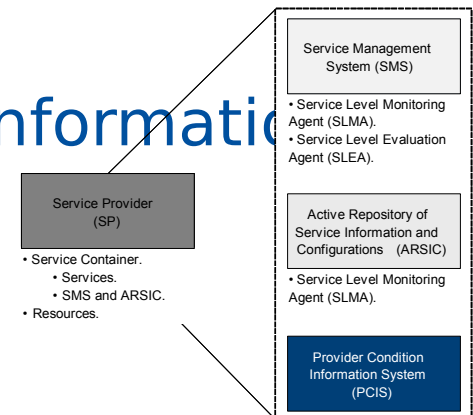 Service Management
System (SMS)
• Service Level Monitoring
Agent (SLMA).
• Service Level Evaluation
Agent (SLEA).
Service Provider
(SP)
• Service Container.
• Services.
• SMS and ARSIC.
• Resources.
Active Repository of
Service Information and
Configurations (ARSIC)
• Service Level Monitoring
Agent (SLMA).
Provider Condition
Information System
(PCIS)